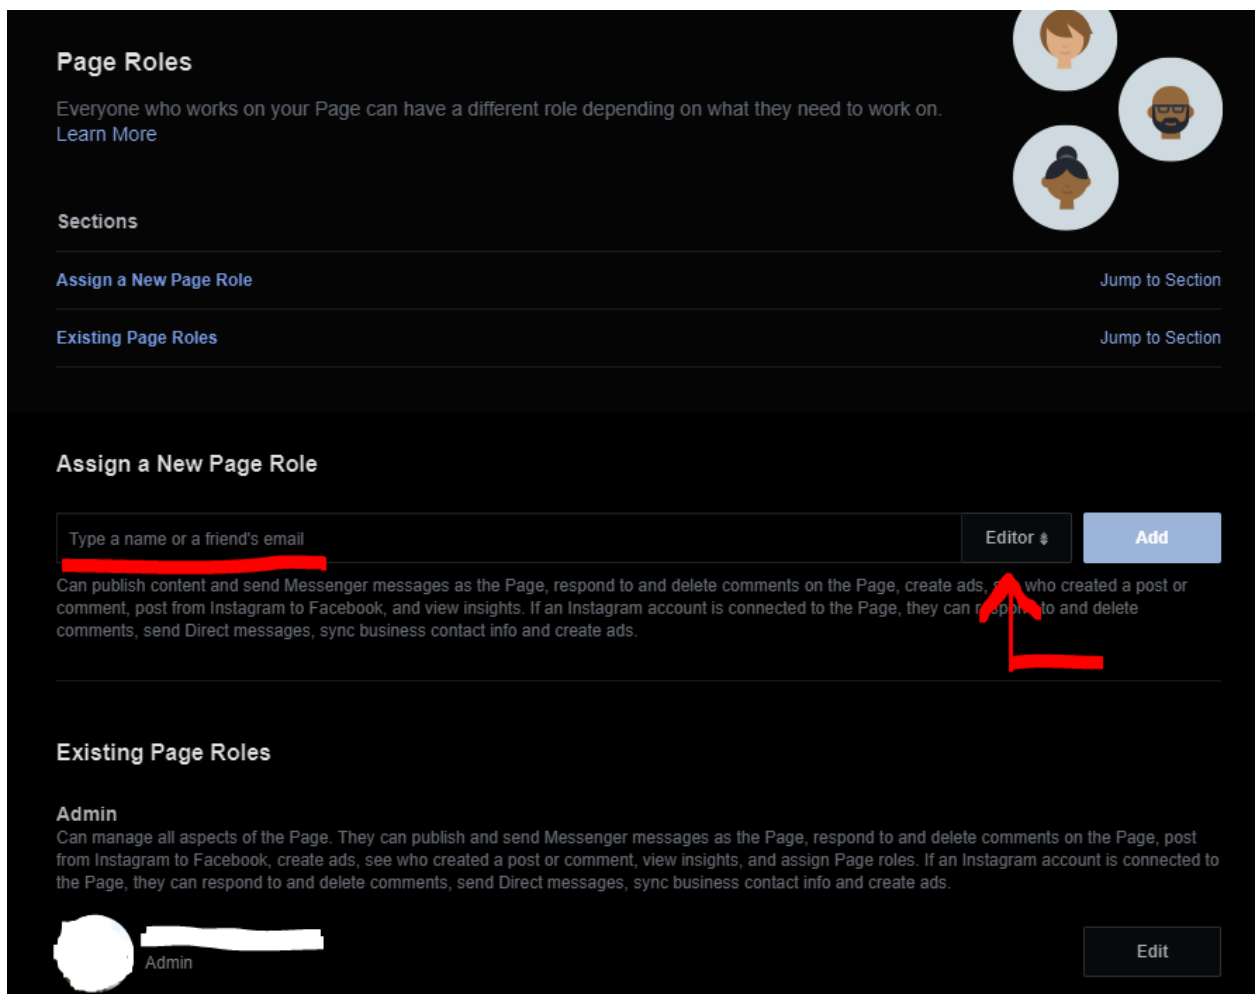 Page Roles
Everyone who works on your Page can have a different role depending on what they need to work on.
Learn More
Sections
Assign a New Page Role Jump to Section
Existing Page Roles Jump to Section
Assign a New Page Role
Type a name or a friend's email Editor Add
Can publish content and send Messenger messages as the Page, respond to and delete comments on the Page, create ads, who created a post or
comment, post from Instagram to Facebook, and view insights. If an Instagram account is connected to the Page, they can respond to and delete
comments, send Direct messages, sync business contact info and create ads.
Existing Page Roles
Admin
Can manage all aspects of the Page. They can publish and send Messenger messages as the Page, respond to and delete comments on the Page, post
from Instagram to Facebook, create ads, see who created a post or comment, view insights, and assign Page roles. If an Instagram account is connected to
the Page, they can respond to and delete comments, send Direct messages, sync business contact info and create ads.
Admin Edit